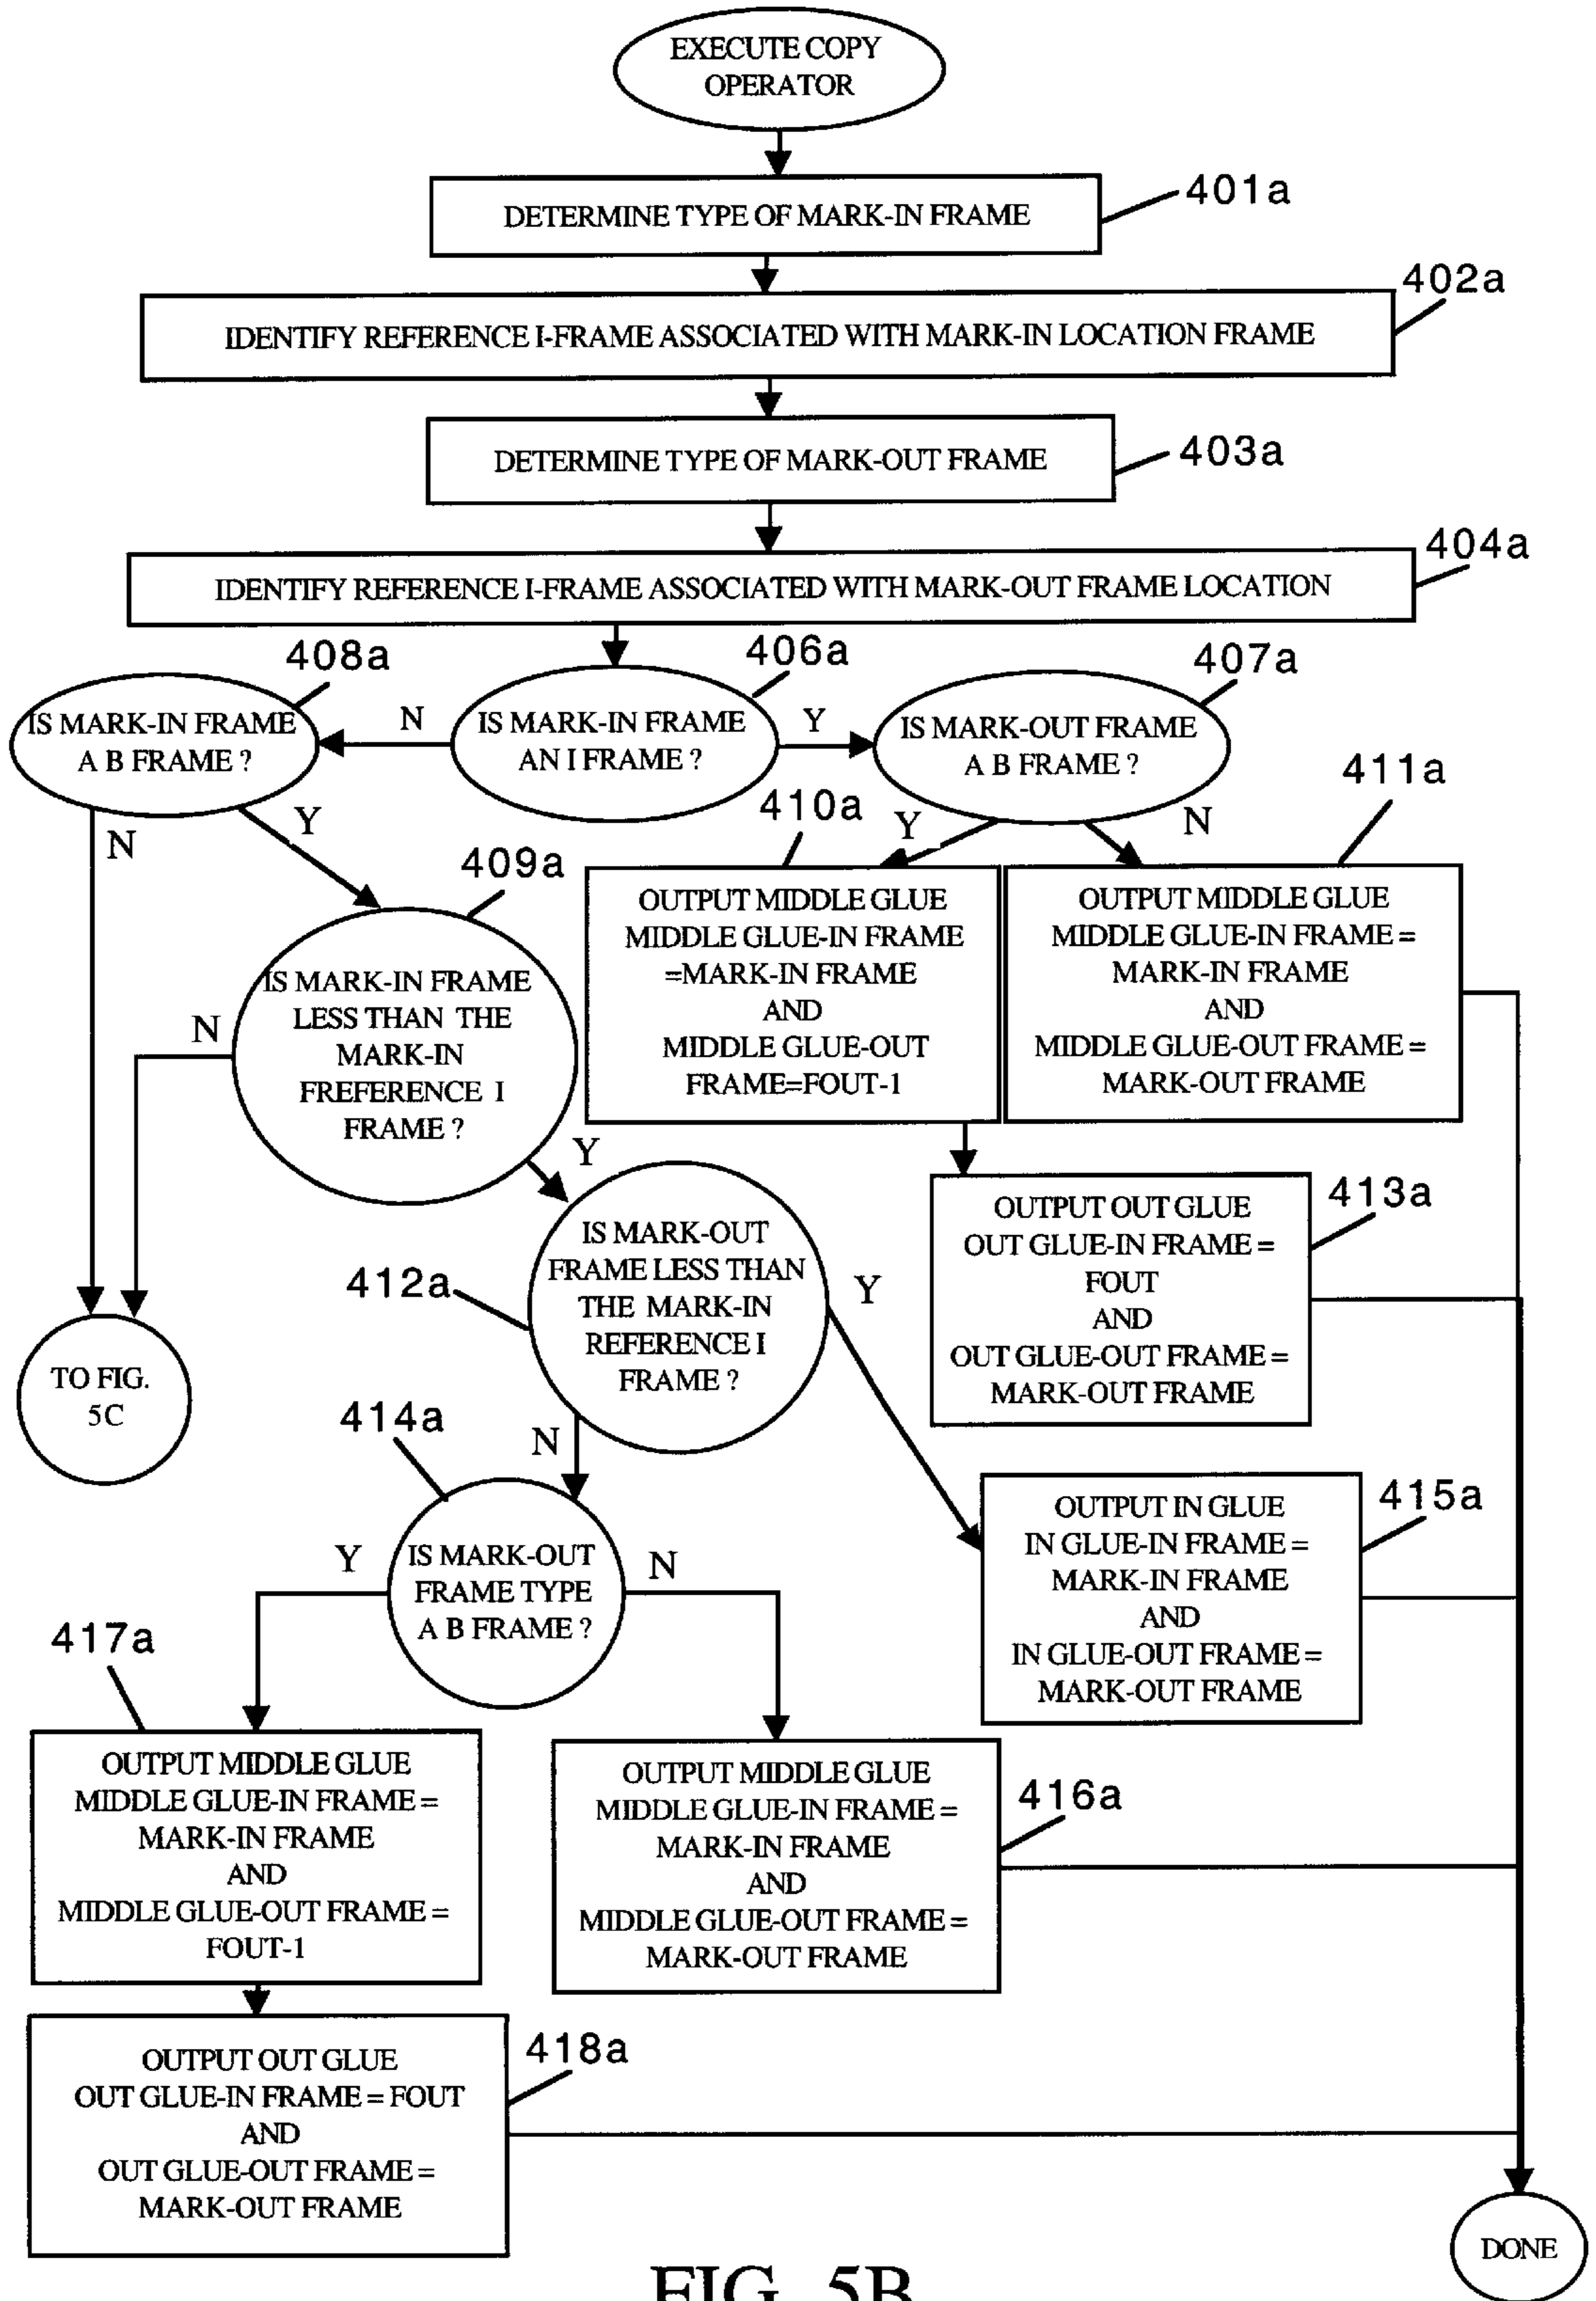 EXECUTE COPY
OPERATOR
DETERMINE TYPE OF MARK-IN FRAME
401a
IDENTIFY REFERENCE I-FRAME ASSOCIATED WITH MARK-IN LOCATION FRAME
402a
DETERMINE TYPE OF MARK-OUT FRAME
403a
IDENTIFY REFERENCE I-FRAME ASSOCIATED WITH MARK-OUT FRAME LOCATION
404a
408a
IS MARK-IN FRAME
A B FRAME ?
N
406a
IS MARK-IN FRAME
AN I FRAME ?
Y
407a
IS MARK-OUT FRAME
A B FRAME ?
N
Y
409a
IS MARK-IN FRAME
LESS THAN THE
MARK-IN
FREFERENCE I
FRAME ?
N
Y
410a
Y
OUTPUT MIDDLE GLUE
MIDDLE GLUE-IN FRAME
=MARK-IN FRAME
AND
MIDDLE GLUE-OUT
FRAME=FOUT-1
N
411a
OUTPUT MIDDLE GLUE
MIDDLE GLUE-IN FRAME =
MARK-IN FRAME
AND
MIDDLE GLUE-OUT FRAME =
MARK-OUT FRAME
412a
IS MARK-OUT
FRAME LESS THAN
THE MARK-IN
REFERENCE I
FRAME ?
Y
N
413a
OUTPUT OUT GLUE
OUT GLUE-IN FRAME =
FOUT
AND
OUT GLUE-OUT FRAME =
MARK-OUT FRAME
TO FIG.
5C
414a
IS MARK-OUT
FRAME TYPE
A B FRAME ?
Y
N
415a
OUTPUT IN GLUE
IN GLUE-IN FRAME =
MARK-IN FRAME
AND
IN GLUE-OUT FRAME =
MARK-OUT FRAME
417a
OUTPUT MIDDLE GLUE
MIDDLE GLUE-IN FRAME =
MARK-IN FRAME
AND
MIDDLE GLUE-OUT FRAME =
FOUT-1
416a
OUTPUT MIDDLE GLUE
MIDDLE GLUE-IN FRAME =
MARK-IN FRAME
AND
MIDDLE GLUE-OUT FRAME =
MARK-OUT FRAME
418a
OUTPUT OUT GLUE
OUT GLUE-IN FRAME = FOUT
AND
OUT GLUE-OUT FRAME =
MARK-OUT FRAME
DONE
FIG. 5B